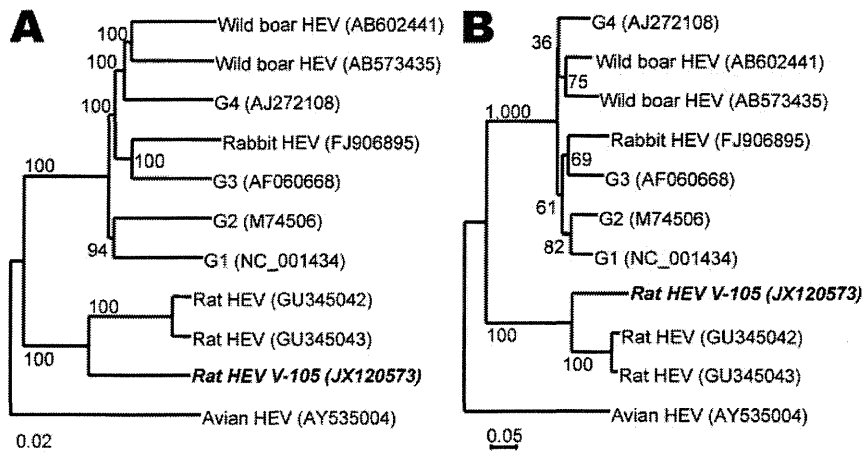 A
100
Wild boar HEV (AB602441)
100
Wild boar HEV (AB573435)
100
G4 (AJ272108)
Rabbit HEV (FJ906895)
100
100
G3 (AF060668)
G2 (M74506)
94
G1 (NC_001434)
Rat HEV (GU345042)
100
Rat HEV (GU345043)
100
Rat HEV V-105 (JX120573)
Avian HEV (AY535004)
0.02
B
G4 (AJ272108)
36
Wild boar HEV (AB602441)
75
Wild boar HEV (AB573435)
1.000
Rabbit HEV (FJ906895)
69
G3 (AF060668)
61
G2 (M74506)
82
G1 (NC_001434)
Rat HEV V-105 (JX120573)
100
Rat HEV (GU345042)
100
Rat HEV (GU345043)
Avian HEV (AY535004)
0.05